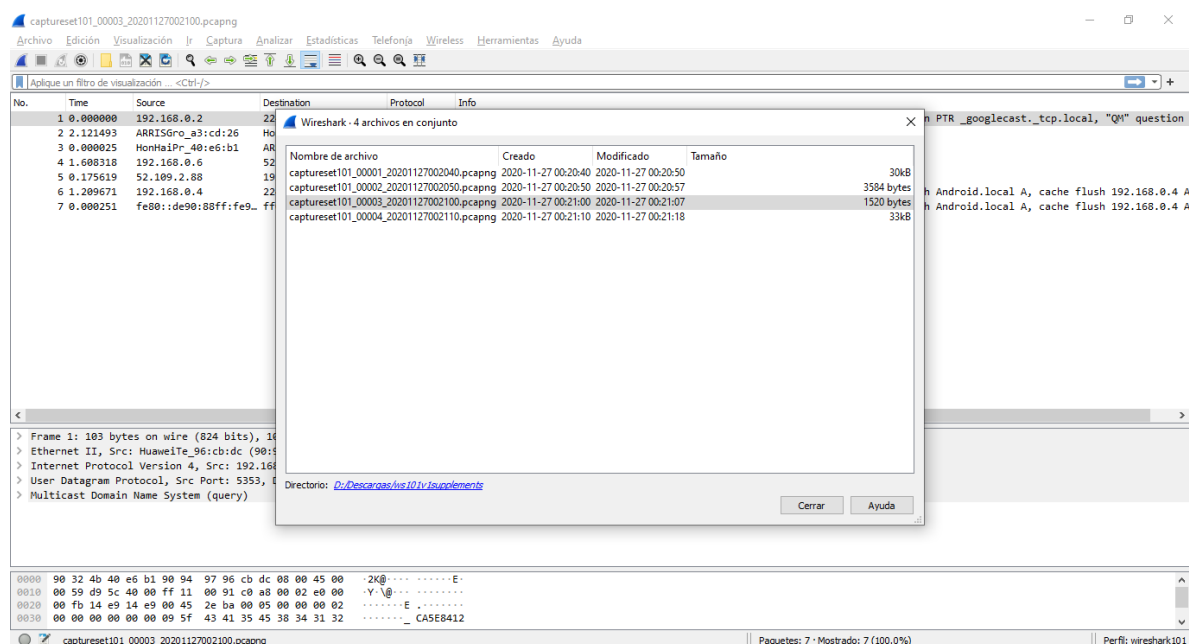 captureset101_00003_20201127002100.pcapng
Archivo Edición Visualización Ir Captura Analizar Estadísticas Telefonía Wireless Herramientas Ayuda
Aplique un filtro de visualización ... <Ctrl-/>
No. Time Source Destination Protocol Info
1 0.000000 192.168.0.2 22 n PTR _googlecast._tcp.local, "QM" question
2 2.121493 ARRISGro_a3:cd:26 Ho
3 0.000025 HonHaiPr_40:e6:b1 AR
4 1.608318 192.168.0.6 52
5 0.175619 52.109.2.88 19
6 1.209671 192.168.0.4 22 h Android.local A, cache flush 192.168.0.4 A
7 0.000251 fe80::de90:88ff:fe9… ff h Android.local A, cache flush 192.168.0.4 A
Wireshark · 4 archivos en conjunto
Nombre de archivo Creado Modificado Tamaño
captureset101_00001_20201127002040.pcapng 2020-11-27 00:20:40 2020-11-27 00:20:50 30kB
captureset101_00002_20201127002050.pcapng 2020-11-27 00:20:50 2020-11-27 00:20:57 3584 bytes
captureset101_00003_20201127002100.pcapng 2020-11-27 00:21:00 2020-11-27 00:21:07 1520 bytes
captureset101_00004_20201127002110.pcapng 2020-11-27 00:21:10 2020-11-27 00:21:18 33kB
Directorio: D:/Descargas/ws101v1supplements
Cerrar Ayuda
Frame 1: 103 bytes on wire (824 bits), 10
Ethernet II, Src: HuaweiTe_96:cb:dc (90:9
Internet Protocol Version 4, Src: 192.168
User Datagram Protocol, Src Port: 5353, D
Multicast Domain Name System (query)
0000 90 32 4b 40 e6 b1 90 94 97 96 cb dc 08 00 45 00 ·2K@···· ······E·
0010 00 59 d9 5c 40 00 ff 11 00 91 c0 a8 00 02 e0 00 ·Y·\@··· ········
0020 00 fb 14 e9 14 e9 00 45 2e ba 00 05 00 00 00 02 ·······E .·······
0030 00 00 00 00 00 00 09 5f 43 41 35 45 38 34 31 32 ·······_ CA5E8412
captureset101_00003_20201127002100.pcapng Paquetes: 7 · Mostrado: 7 (100.0%) Perfil: wireshark101